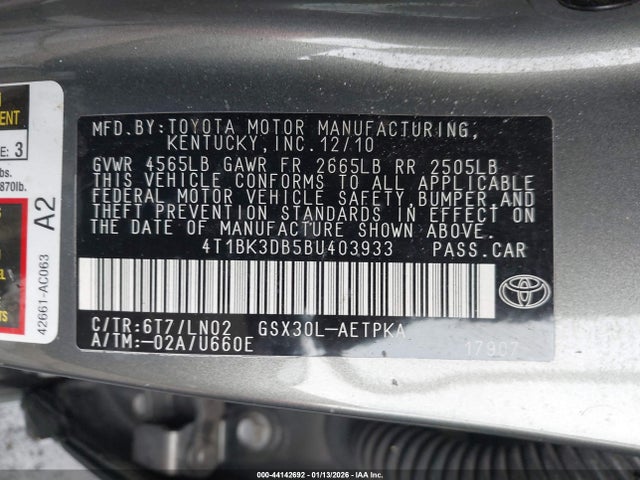 MFD.BY:TOYOTA MOTOR MANUFACTURING,
KENTUCKY,INC.12/10
GVWR 4565LB GAWR FR 2665LB RR 2505LB
THIS VEHICLE CONFORMS TO ALL APPLICABLE
FEDERAL MOTOR VEHICLE SAFETY,BUMPER,AND
THEFT PREVENTION STANDARDS IN EFFECT ON
THE DATE OF MANUFACTURE SHOWN ABOVE.
4T1BK3DB5BU403933 PASS.CAR
C/TR:6T7/LN02 GSX30L-AETPKA
A/TM:-02A/U660E
17907
3
870lb.
A2
42661-AC063
000-44142692 - 01/13/2026 - IAA Inc.